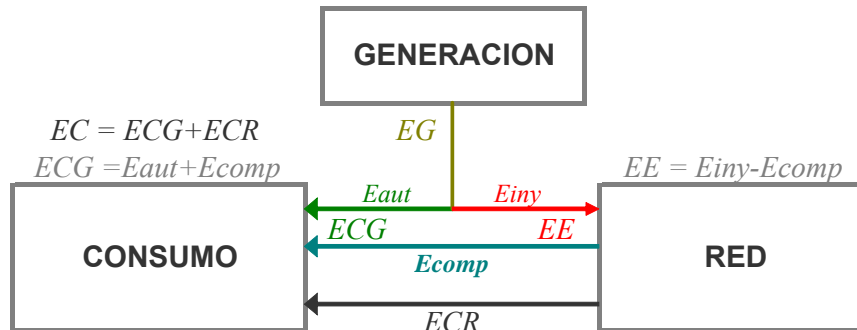 GENERACION
EC = ECG+ECR
EG
ECG =Eaut+Ecomp
EE = Einy-Ecomp
Eaut
Einy
ECG
EE
CONSUMO
Ecomp
RED
ECR